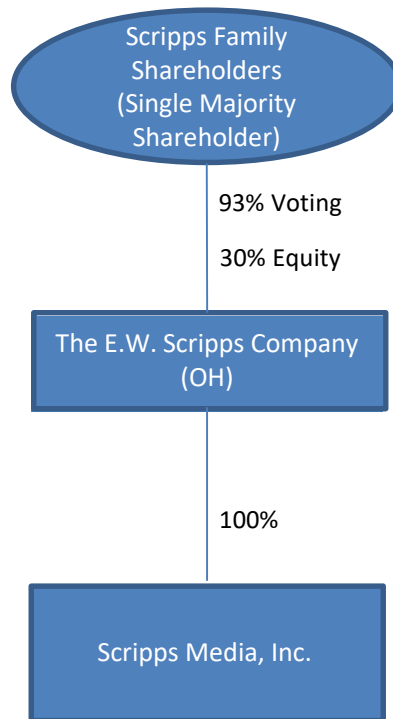 Scripps Family
Shareholders
(Single Majority
Shareholder)
93% Voting
30% Equity
The E.W. Scripps Company
(OH)
100%
Scripps Media, Inc.